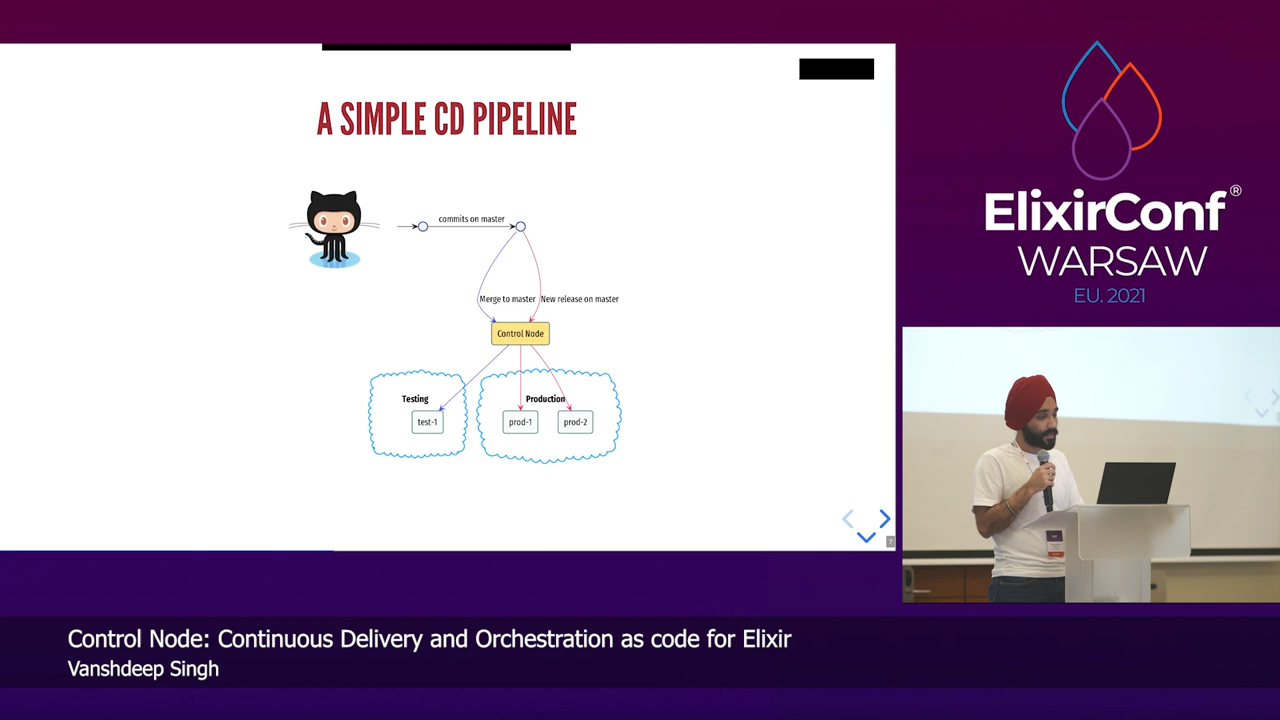 A SIMPLE CD PIPELINE
commits on master
Merge to master
New release on master
Control Node
Testing
Production
test-1
prod-1
prod-2
7
ElixirConf®
WARSAW
EU. 2021
Control Node: Continuous Delivery and Orchestration as code for Elixir
Vanshdeep Singh